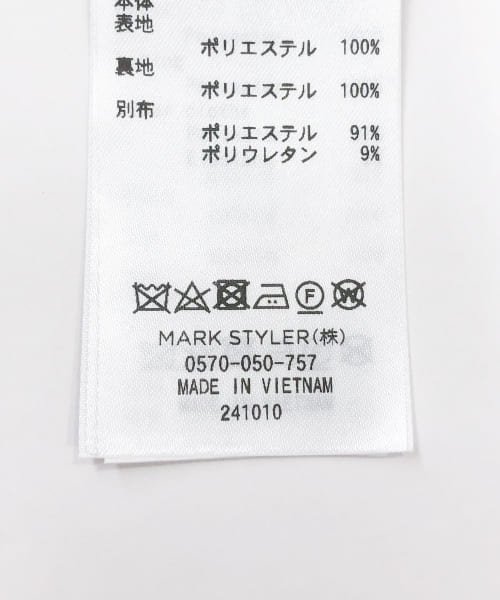 本体
表地
ポリエステル 100%
裏地
ポリエステル 100%
別布
ポリエステル 91%
ポリウレタン 9%
F W
MARK STYLER(株)
0570-050-757
MADE IN VIETNAM
241010